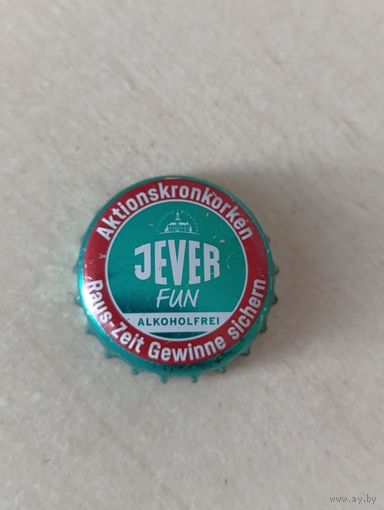 Aktionskronkorken
JEVER
FUN
ALKOHOLFREI
Raus-Zeit Gewinne sichern
www.ay.by